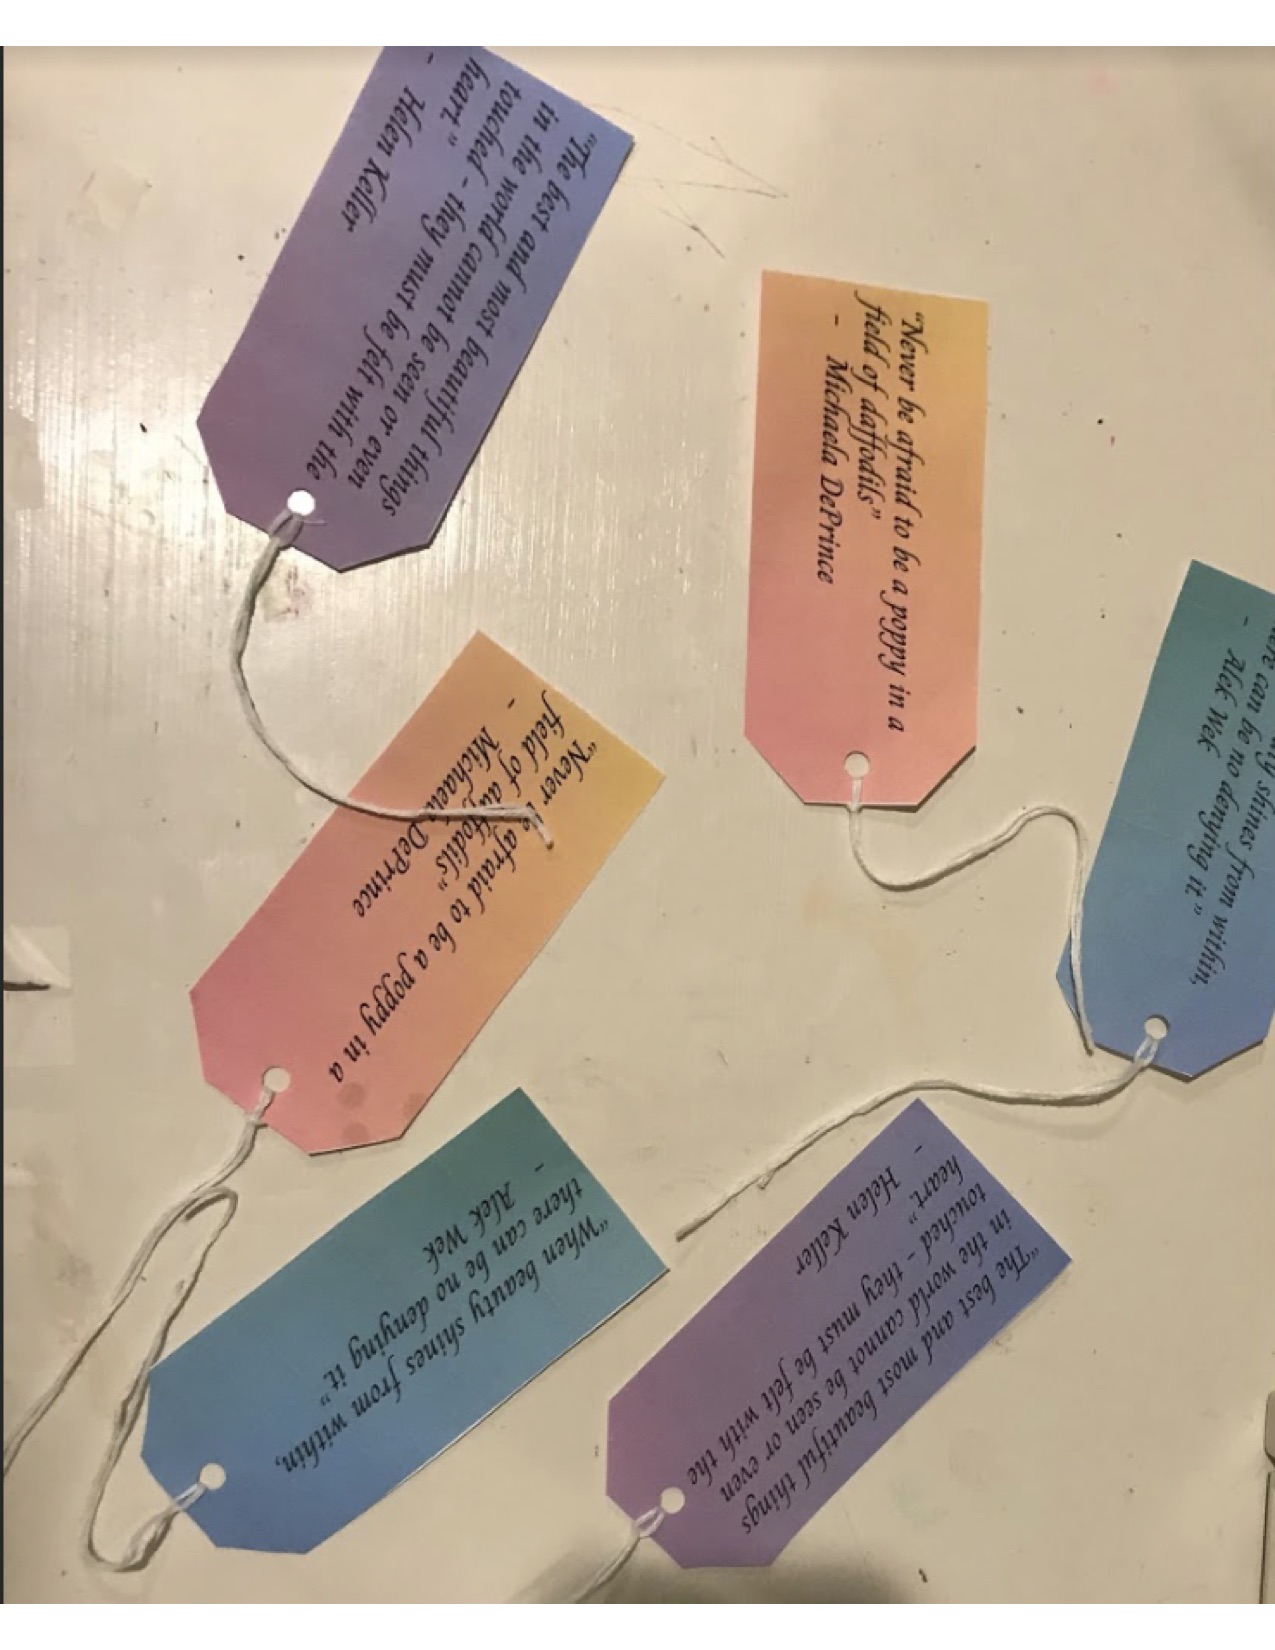 shines from within,
can be no denying it."
- Alek Wek
"Never be afraid to be a poppy in a
field of daffodils"
- Michaela DePrince
"The best and most beautiful things
in the world cannot be seen or even
touched - they must be felt with the
heart."
- Helen Keller
"The best and most beautiful things
in the world cannot be seen or even
touched - they must be felt with the
heart."
- Helen Keller
"Never be afraid to be a poppy in a
field of daffodils"
- Michaela DePrince
"When beauty shines from within,
there can be no denying it."
- Alek Wek